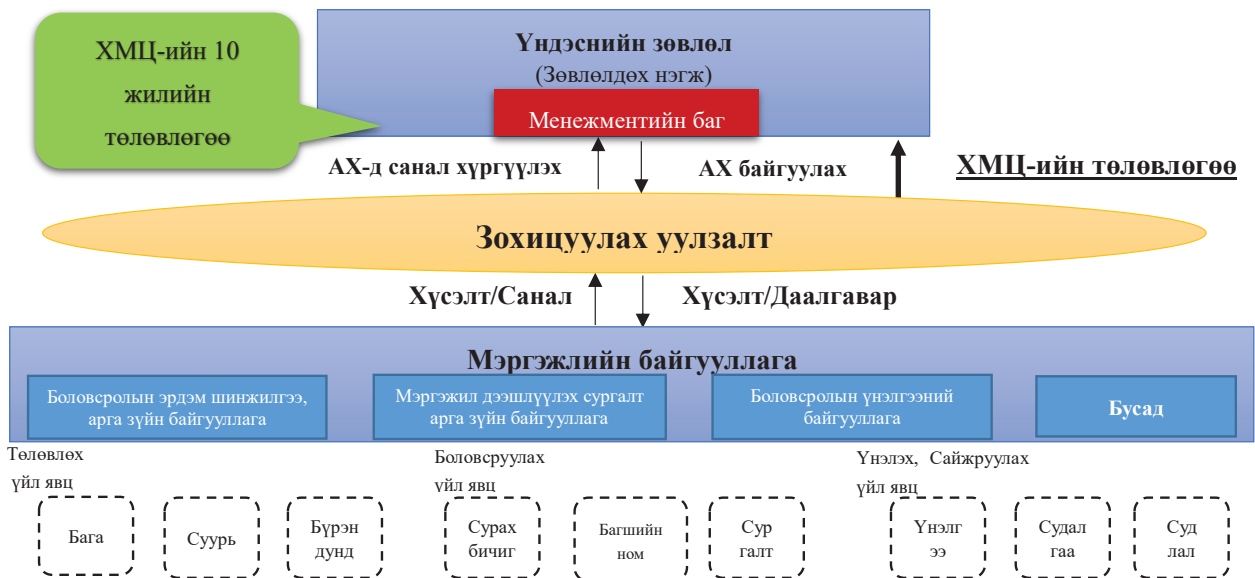 ХМЦ-ийн 10
жилийн
төлөвлөгөө
Үндэснийн зөвлөл
(Зөвлөлдөх нэгж)
Менежментийн баг
АХ-д санал хүргүүлэх
АХ байгуулах
ХМЦ-ийн төлөвлөгөө
Зохицуулах уулзалт
Хүсэлт/Санал
Хүсэлт/Даалгавар
Мэргэжлийн байгууллага
Боловсролын эрдэм шинжилгээ,
арга зүйн байгууллага
Мэргэжил дээшлүүлэх сургалт
арга зүйн байгууллага
Боловсролын үнэлгээний
байгууллага
Бусад
Төлөвлөх
үйл явц
Боловсруулах
үйл явц
Үнэлэх, Сайжруулах
үйл явц
Бага
Суурь
Бүрэн
дунд
Сурах
бичиг
Багшийн
ном
Сур
галт
Үнэлг
ээ
Судал
гаа
Суд
лал